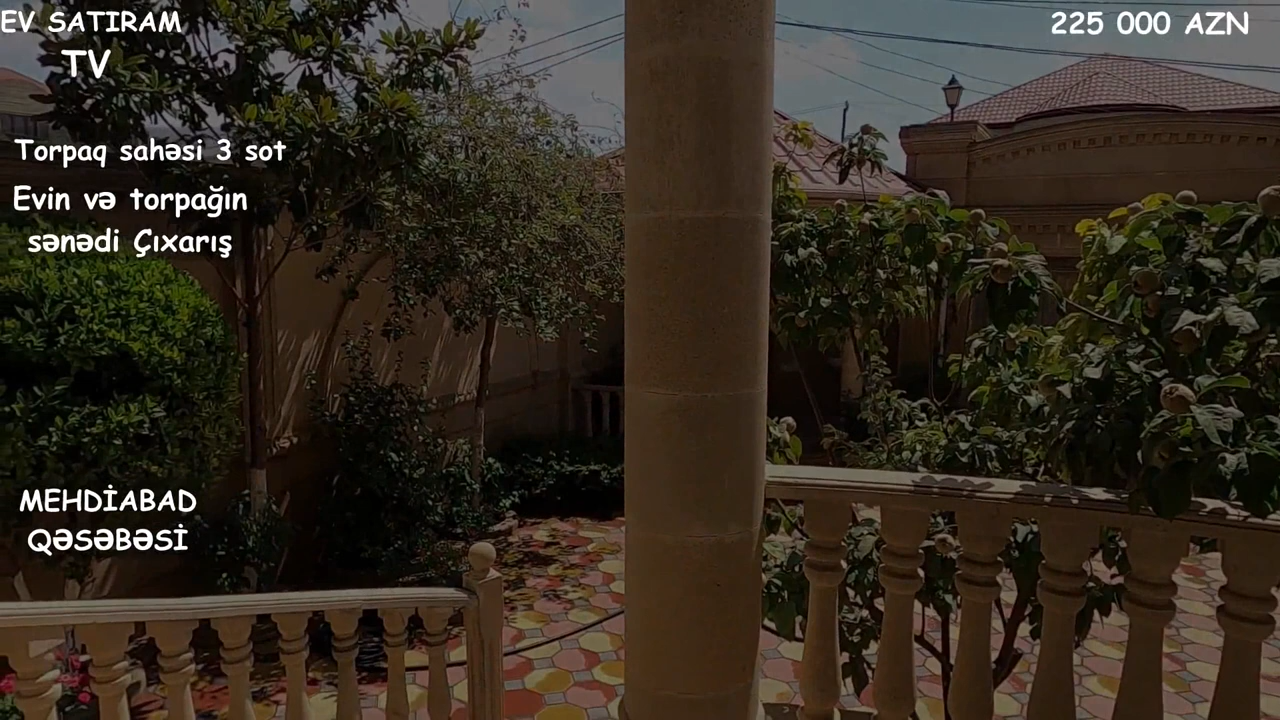 EV SATIRAM
TV
225 000 AZN
Torpaq sahəsi 3 sot
Evin və torpağın
sənədi Çıxarış
MEHDİABAD
QƏSƏBƏSİ